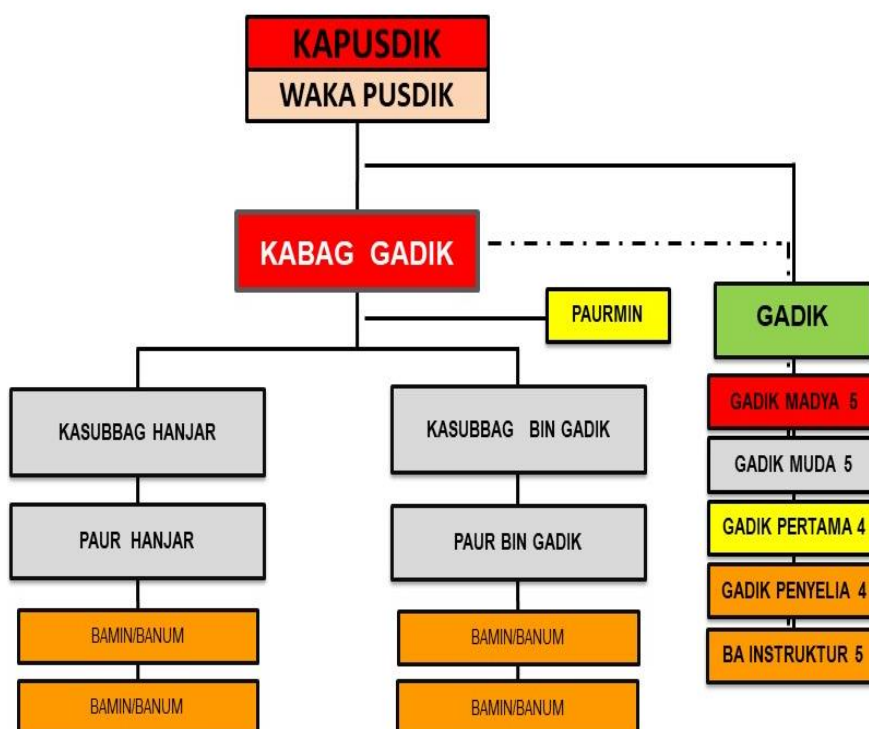 KAPUSDIK
WAKA PUSDIK
KABAG GADIK
PAURMIN
GADIK
KASUBBAG HANJAR
KASUBBAG BIN GADIK
GADIK MADYA 5
GADIK MUDA 5
PAUR HANJAR
PAUR BIN GADIK
GADIK PERTAMA 4
GADIK PENYELIA 4
BAMIN/BANUM
BAMIN/BANUM
BA INSTRUKTUR 5
BAMIN/BANUM
BAMIN/BANUM